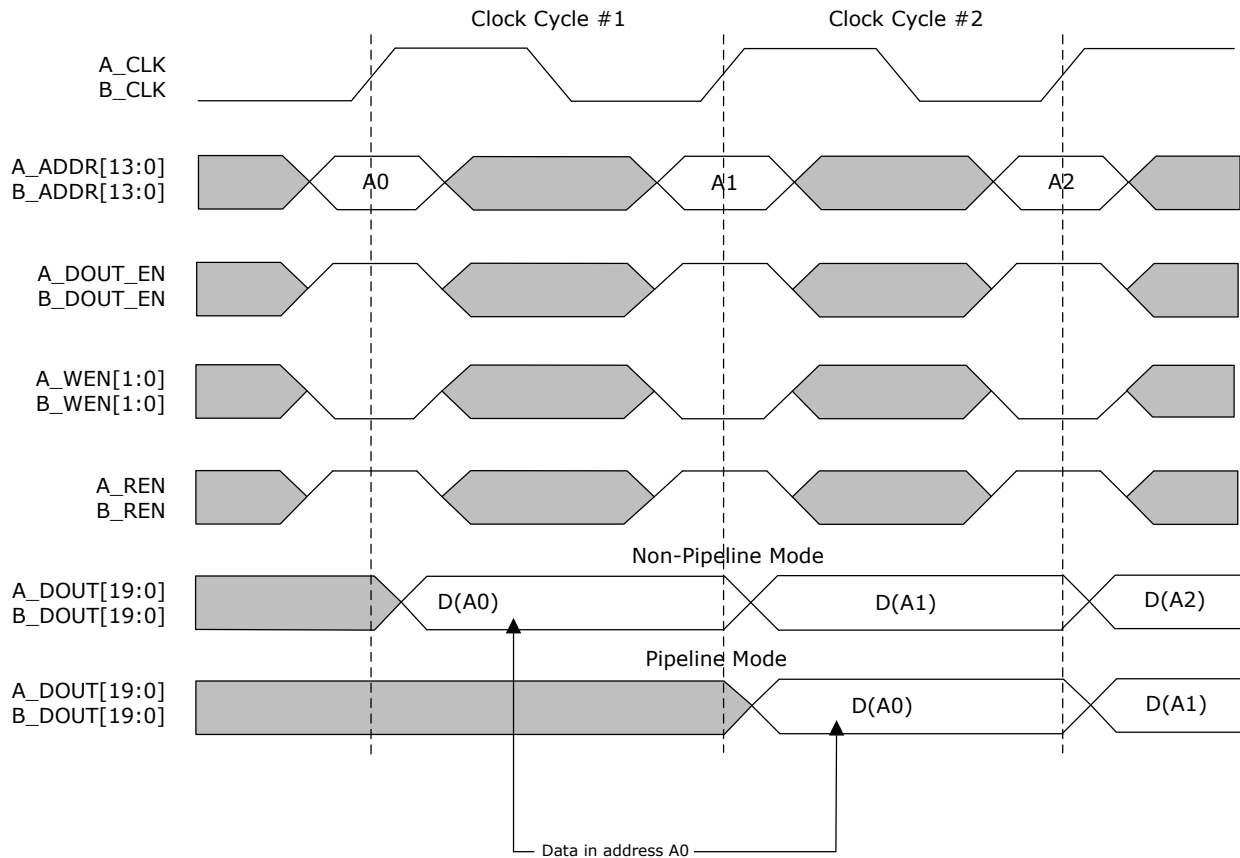 Clock Cycle #1
Clock Cycle #2
A_CLK
B_CLK
A_ADDR[13:0]
B_ADDR[13:0]
A0
A1
A2
A_DOUT_EN
B_DOUT_EN
A_WEN[1:0]
B_WEN[1:0]
A_REN
B_REN
Non-Pipeline Mode
A_DOUT[19:0]
B_DOUT[19:0]
D(A0)
D(A1)
D(A2)
Pipeline Mode
A_DOUT[19:0]
B_DOUT[19:0]
D(A0)
D(A1)
Data in address A0